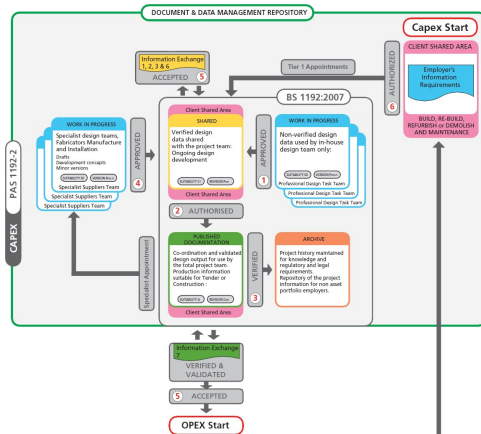 DOCUMENT & DATA MANAGEMENT REPOSITORY
Capex Start
CLIENT SHARED AREA
Employer's
Information
Requirements
BUILD, RE-BUILD,
REFURBISH or DEMOLISH
AND MAINTENANCE
AUTHORIZED
6
Tier 1 Appointments
Information Exchange
1, 2, 3 & 6
ACCEPTED
5
BS 1192:2007
PAS 1192-2
CAPEX
WORK IN PROGRESS
Specialist design teams,
Fabricators Manufacture
and Installation
Drafts
Development concepts
Minor versions
Specialist Suppliers Team
Specialist Suppliers Team
Specialist Suppliers Team
APPROVED
4
Client Shared Area
SHARED
Verified design
data shared
with the project team:
Ongoing design
development
Client Shared Area
APPROVED
1
WORK IN PROGRESS
Non-verified design
data used by in-house
design team only:
Professional Design Task Team
Professional Design Task Team
Professional Design Task Team
2
AUTHORISED
PUBLISHED
DOCUMENTATION
Co-ordination and validated
design output for use by
the total project team.
Production information
suitable for Tender or
Construction :
Client Shared Area
VERIFIED
3
ARCHIVE
Project history maintained
for knowledge and
regulatory and legal
requirements.
Repository of the project
information for non asset
portfolio employers.
Specialist Appointment
Information Exchange
7
VERIFIED &
VALIDATED
5
ACCEPTED
OPEX Start